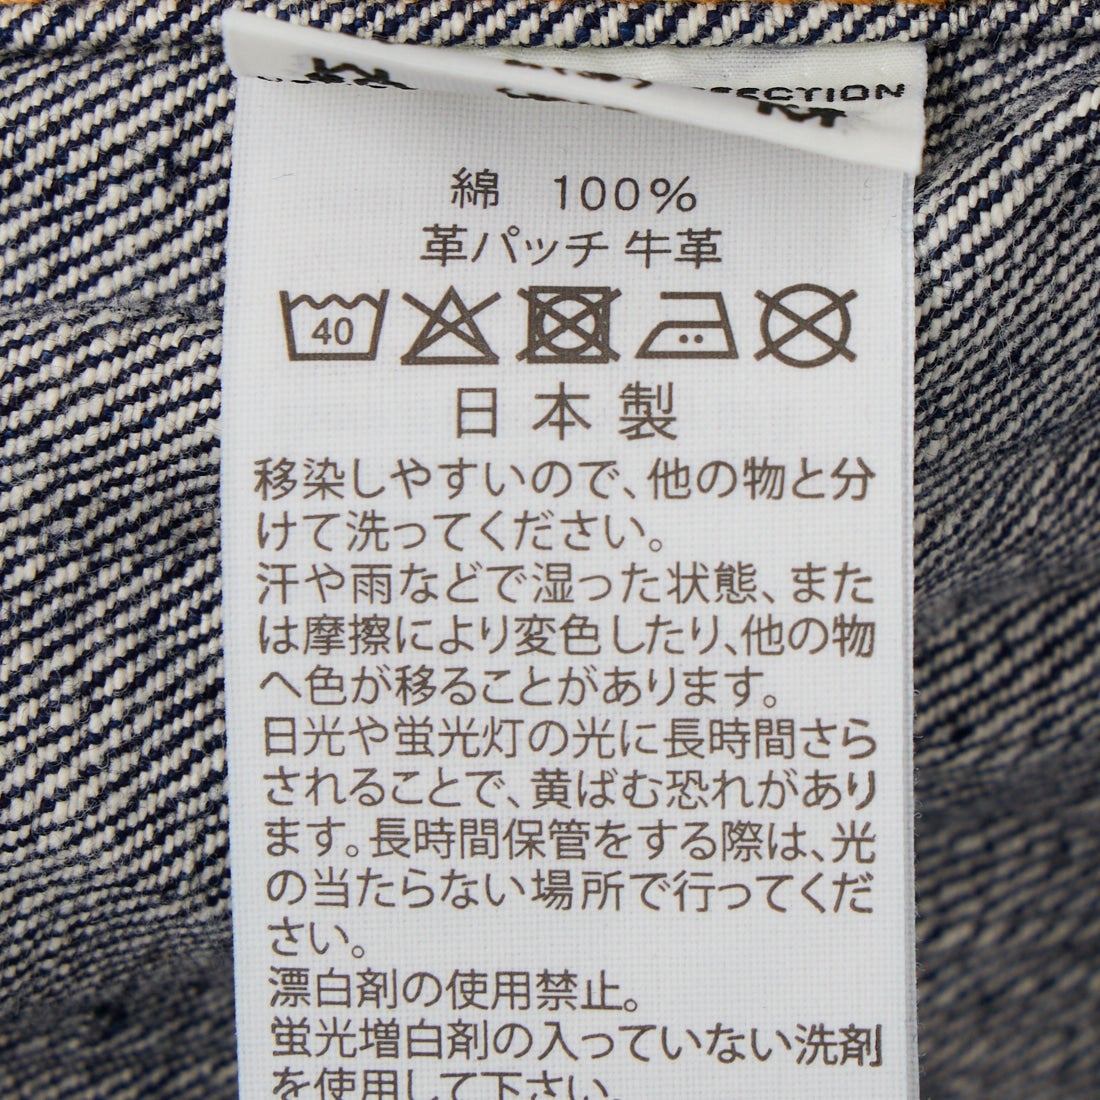 綿 100%
革パッチ 牛革
40
日本製
移染しやすいので、他の物と分
けて洗ってください。
汗や雨などで湿った状態、また
は摩擦により変色したり、他の物
へ色が移ることがあります。
日光や蛍光灯の光に長時間さら
されることで、黄ばむ恐れがあり
ます。長時間保管をする際は、光
の当たらない場所で行ってくだ
さい。
漂白剤の使用禁止。
蛍光増白剤の入っていない洗剤
を使用して下さい。